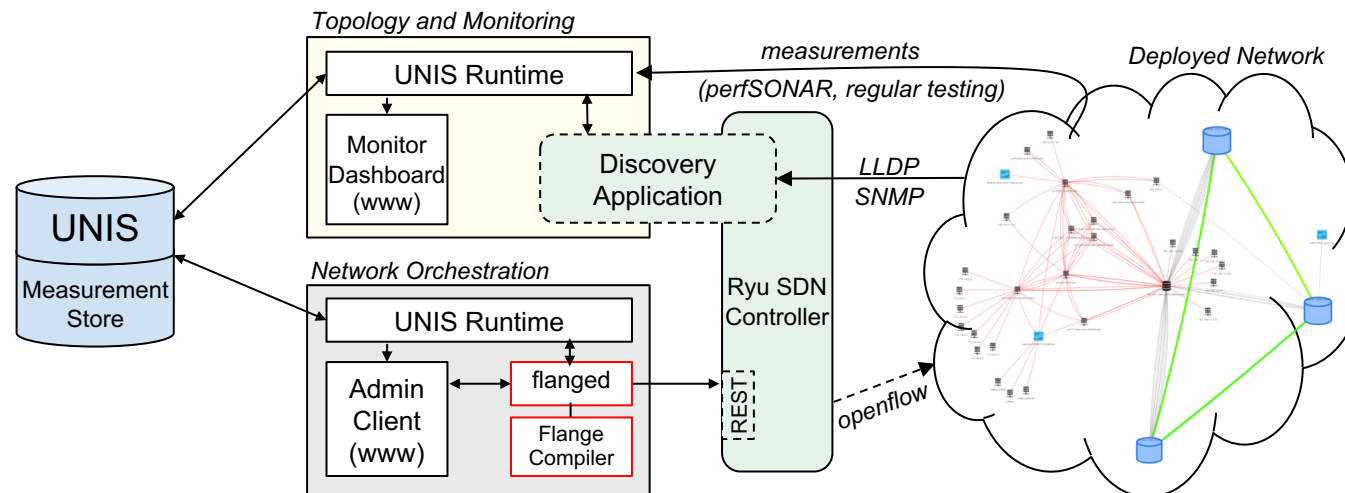 Topology and Monitoring
UNIS Runtime
Monitor
Dashboard
(www)
measurements
(perfSONAR, regular testing)
Deployed Network
Discovery
Application
LLDP
SNMP
UNIS
Measurement
Store
Network Orchestration
UNIS Runtime
Admin
Client
(www)
flanged
Flange
Compiler
Ryu SDN
Controller
REST
openflow